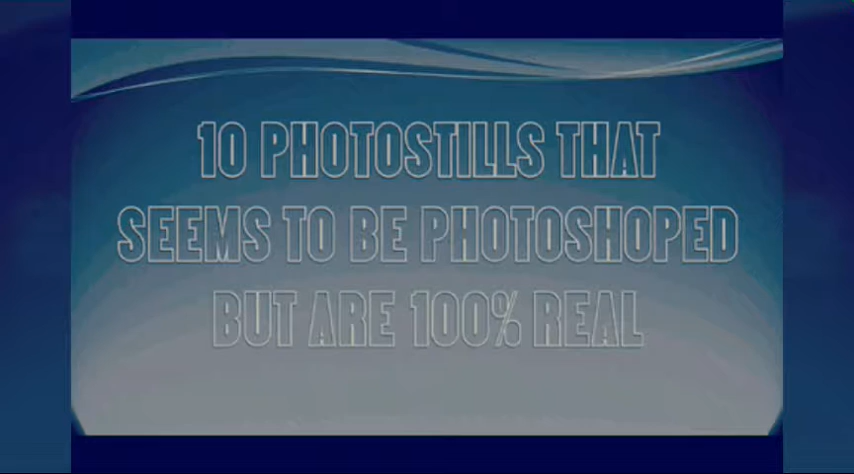 10 PHOTOSTILLS THAT
SEEMS TO BE PHOTOSHOPED
BUT ARE 100% REAL